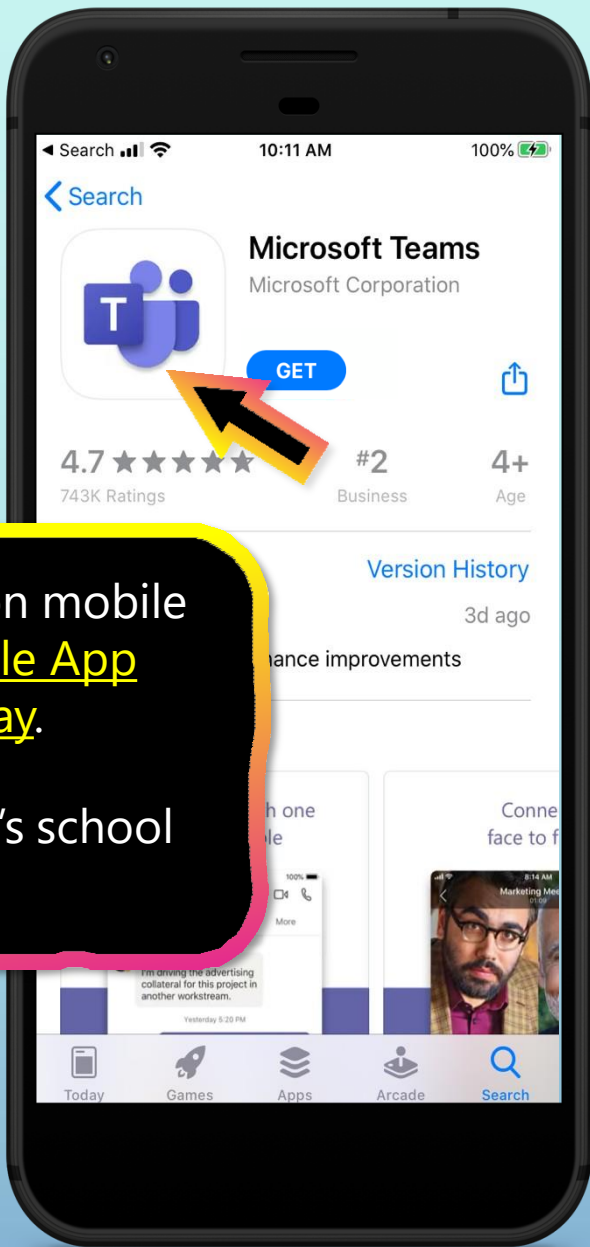 Search
10:11 AM
100%
Search
Microsoft Teams
Microsoft Corporation
T
GET
4.7 ★★★★★
#2
4+
743K Ratings
Business
Age
Version History
3d ago
ance improvements
n mobile
le App
ay.
's school
h one
le
Conne
face to f
100%
More
8:14 AM
Marketing Mee
01:09
I'm driving the advertising
collateral for this project in
another workstream.
Yesterday 5:20 PM
Today
Games
Apps
Arcade
Search